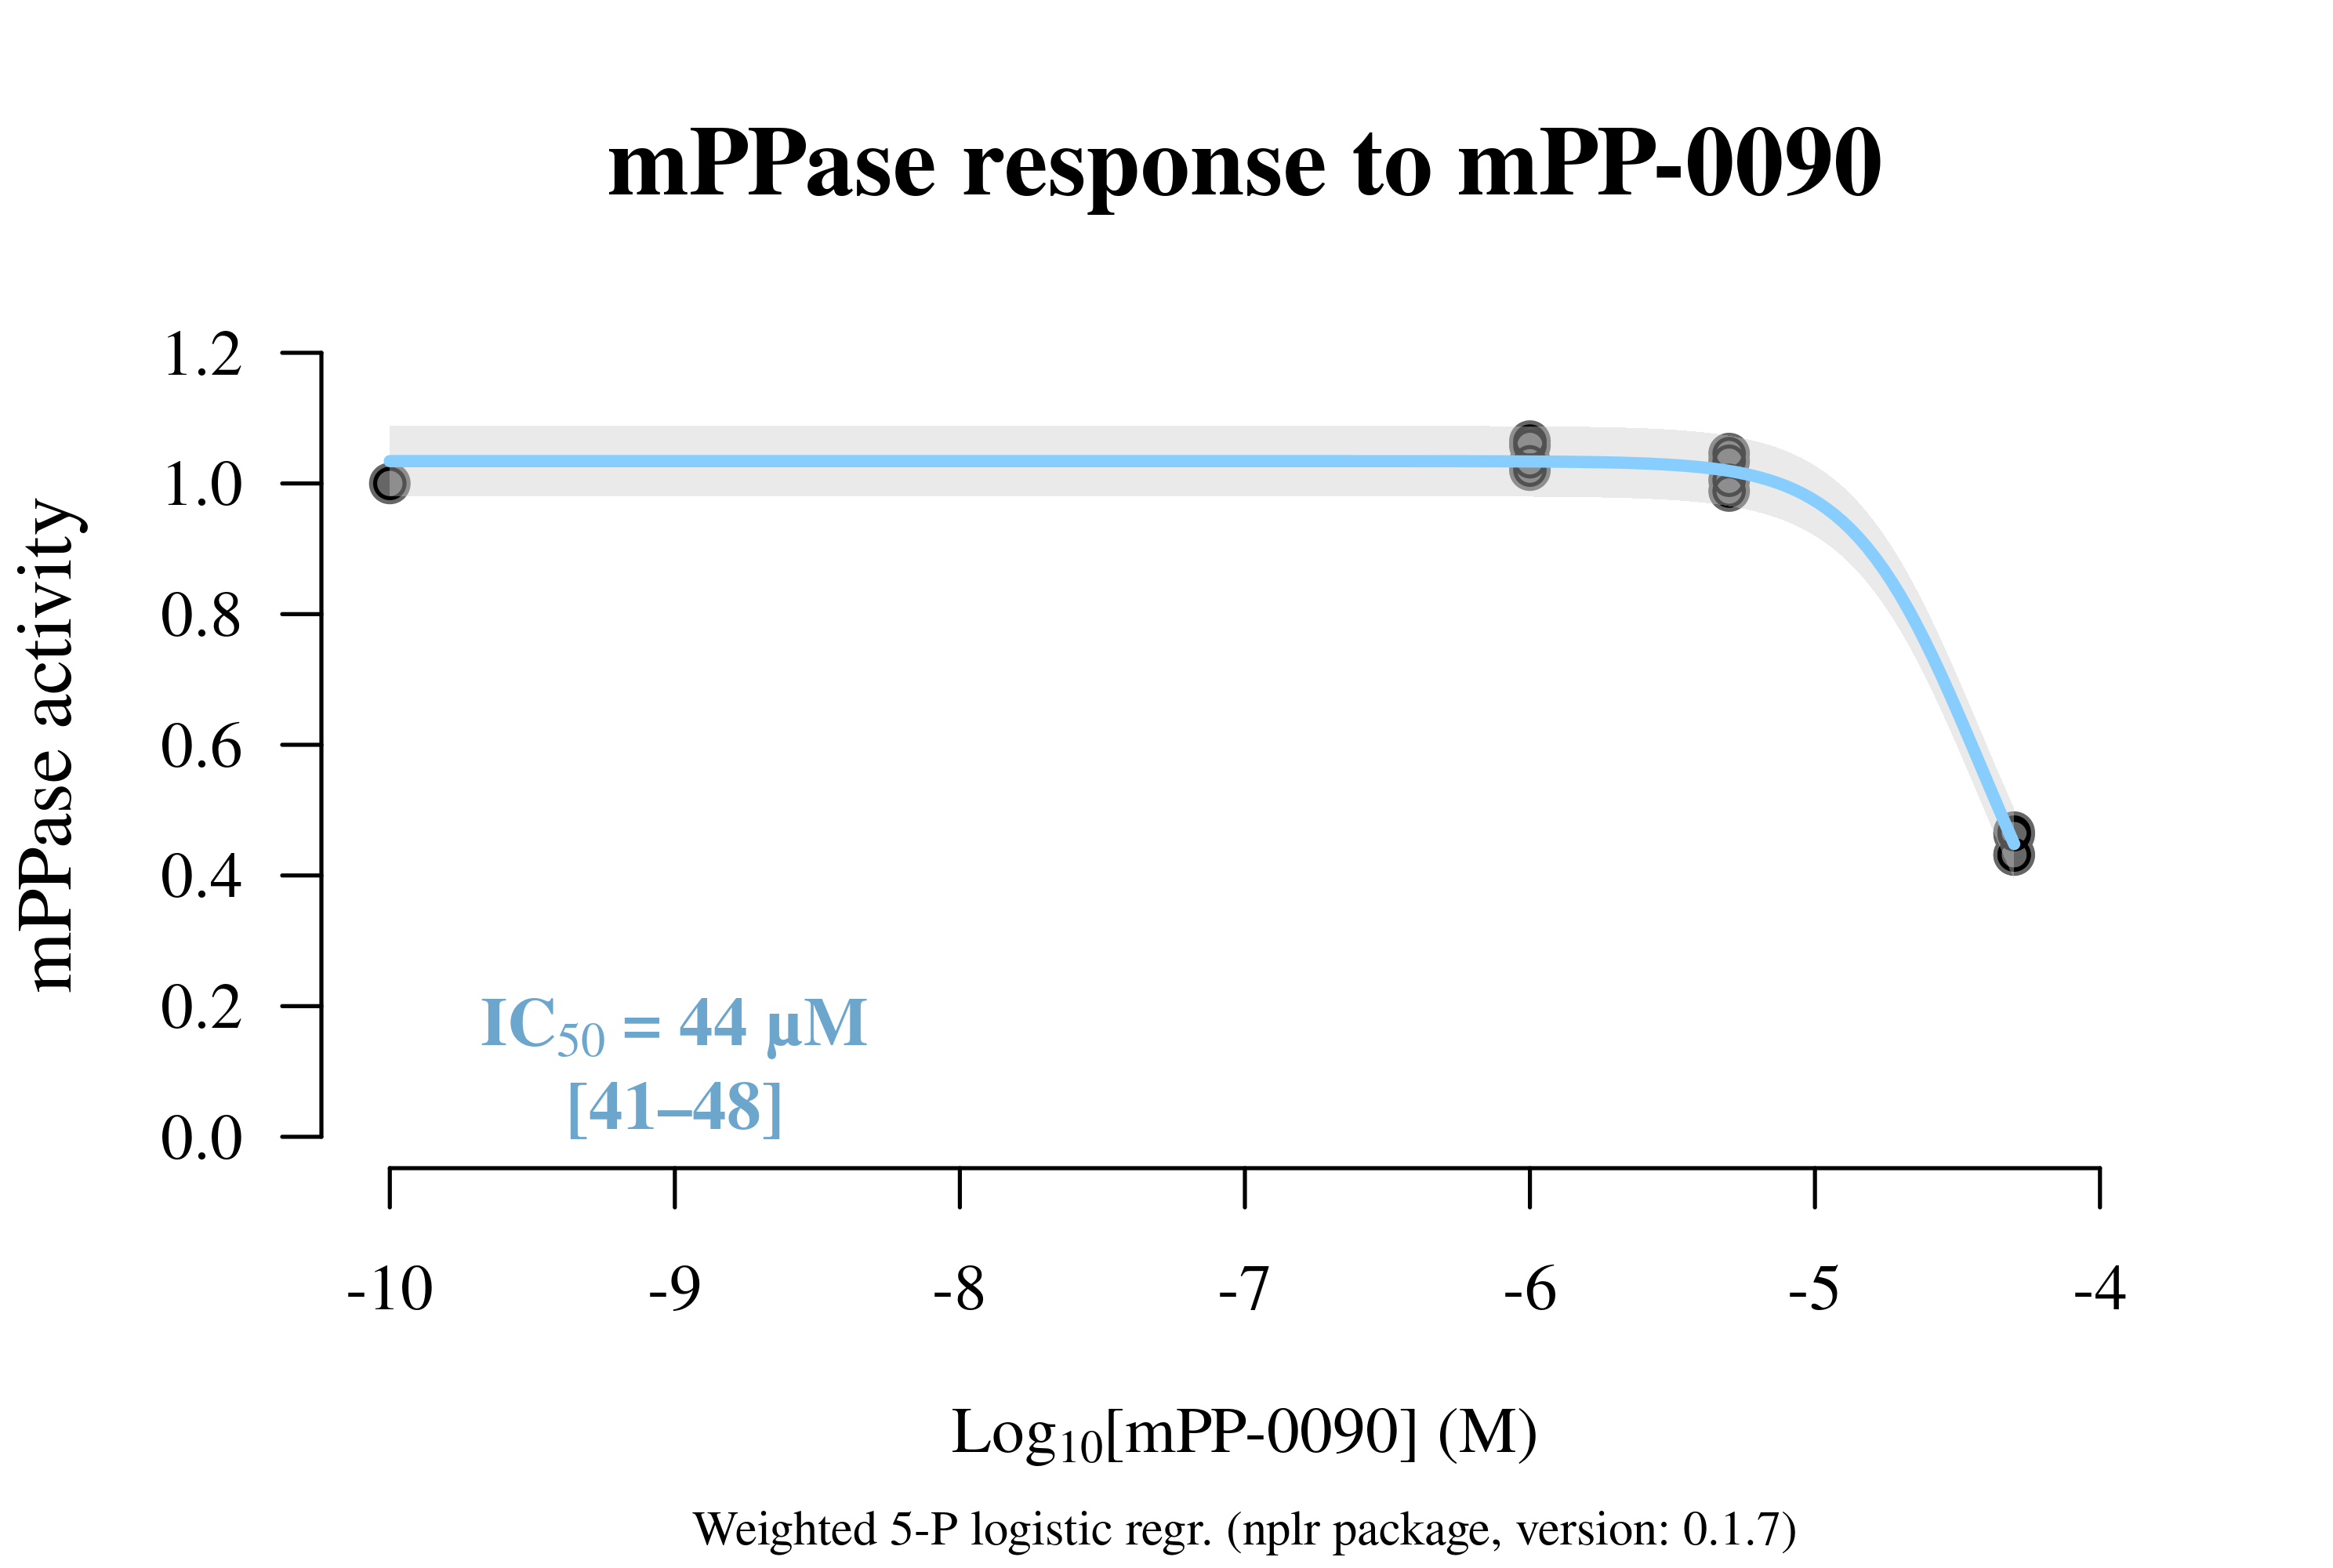 mPPase response to mPP-0090
mPPase activity
1.2
1.0
0.8
0.6
0.4
0.2
0.0
IC50 = 44 µM
[41–48]
-10 -9 -8 -7 -6 -5 -4
Log10[mPP-0090] (M)
Weighted 5-P logistic regr. (nplr package, version: 0.1.7)